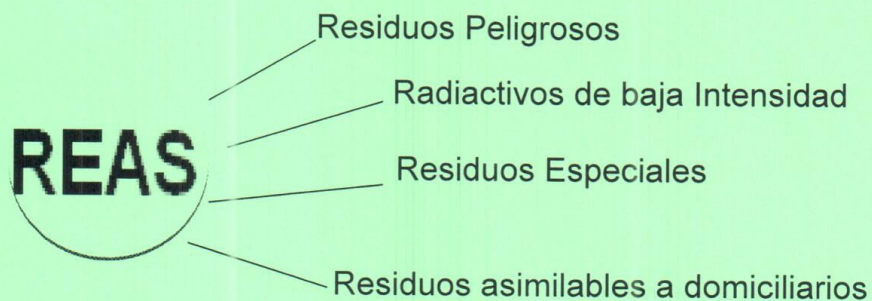 Residuos Peligrosos
Radiactivos de baja Intensidad
REAS
Residuos Especiales
Residuos asimilables a domiciliarios